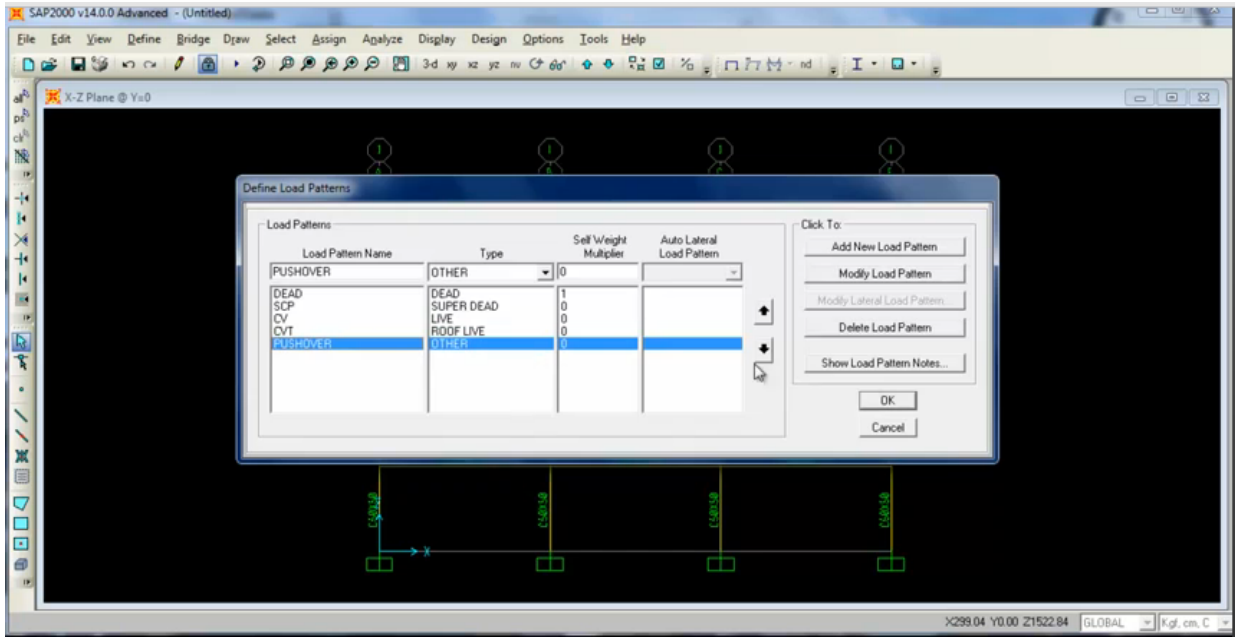 SAP2000 v14.0.0 Advanced - (Untitled)
File Edit View Define Bridge Draw Select Assign Analyze Display Design Options Tools Help
3-d xy xz yz nv nd
X-Z Plane @ Y=0
Define Load Patterns
Load Patterns
Click To:
Load Pattern Name Type Self Weight Multiplier Auto Lateral Load Pattern
PUSHOVER OTHER 0
DEAD DEAD 1
SCP SUPER DEAD 0
CV LIVE 0
CVT ROOF LIVE 0
PUSHOVER OTHER 0
Add New Load Pattern
Modify Load Pattern
Modify Lateral Load Pattern...
Delete Load Pattern
Show Load Pattern Notes...
OK
Cancel
X
X299.04 Y0.00 Z1522.84 GLOBAL Kgf, cm, C